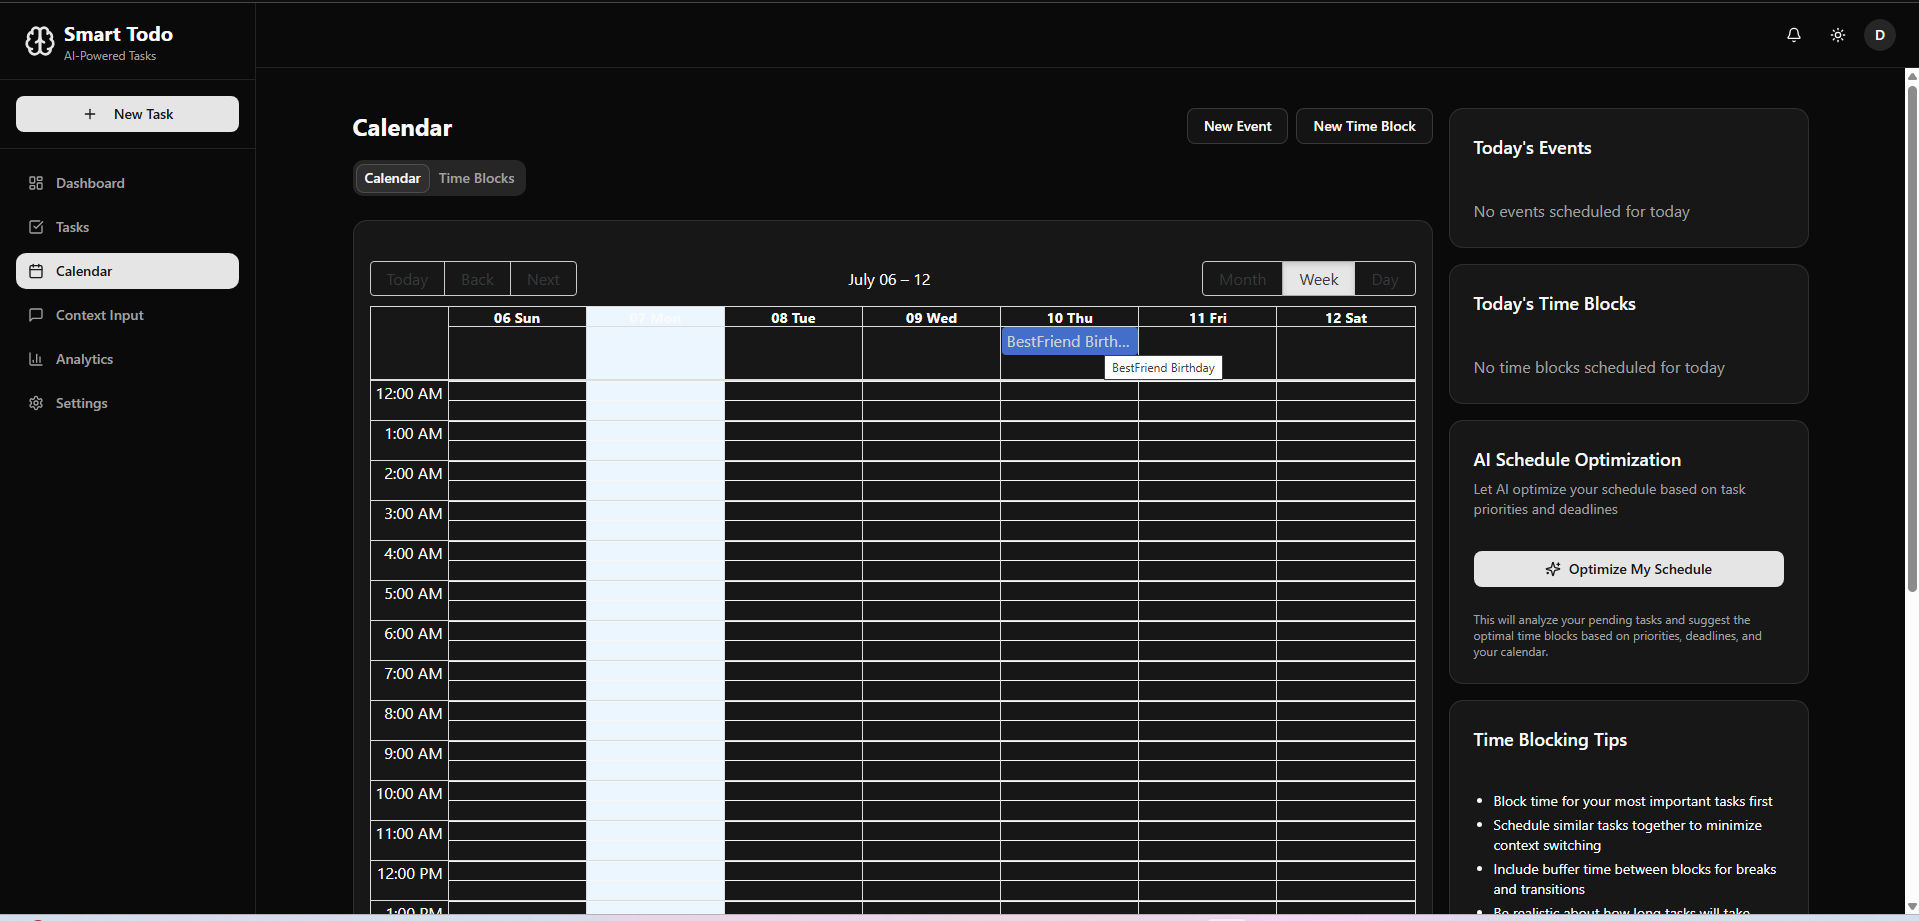 Smart Todo
AI-Powered Tasks
D
New Task
Dashboard
Tasks
Calendar
Context Input
Analytics
Settings
Calendar
New Event
New Time Block
Calendar
Time Blocks
Today
Back
Next
July 06 – 12
Month
Week
Day
06 Sun
07 Mon
08 Tue
09 Wed
10 Thu
11 Fri
12 Sat
BestFriend Birth...
BestFriend Birthday
12:00 AM
1:00 AM
2:00 AM
3:00 AM
4:00 AM
5:00 AM
6:00 AM
7:00 AM
8:00 AM
9:00 AM
10:00 AM
11:00 AM
12:00 PM
1:00 PM
Today's Events
No events scheduled for today
Today's Time Blocks
No time blocks scheduled for today
AI Schedule Optimization
Let AI optimize your schedule based on task
priorities and deadlines
Optimize My Schedule
This will analyze your pending tasks and suggest the
optimal time blocks based on priorities, deadlines, and
your calendar.
Time Blocking Tips
• Block time for your most important tasks first
• Schedule similar tasks together to minimize
context switching
• Include buffer time between blocks for breaks
and transitions
• Be realistic about how long tasks will take